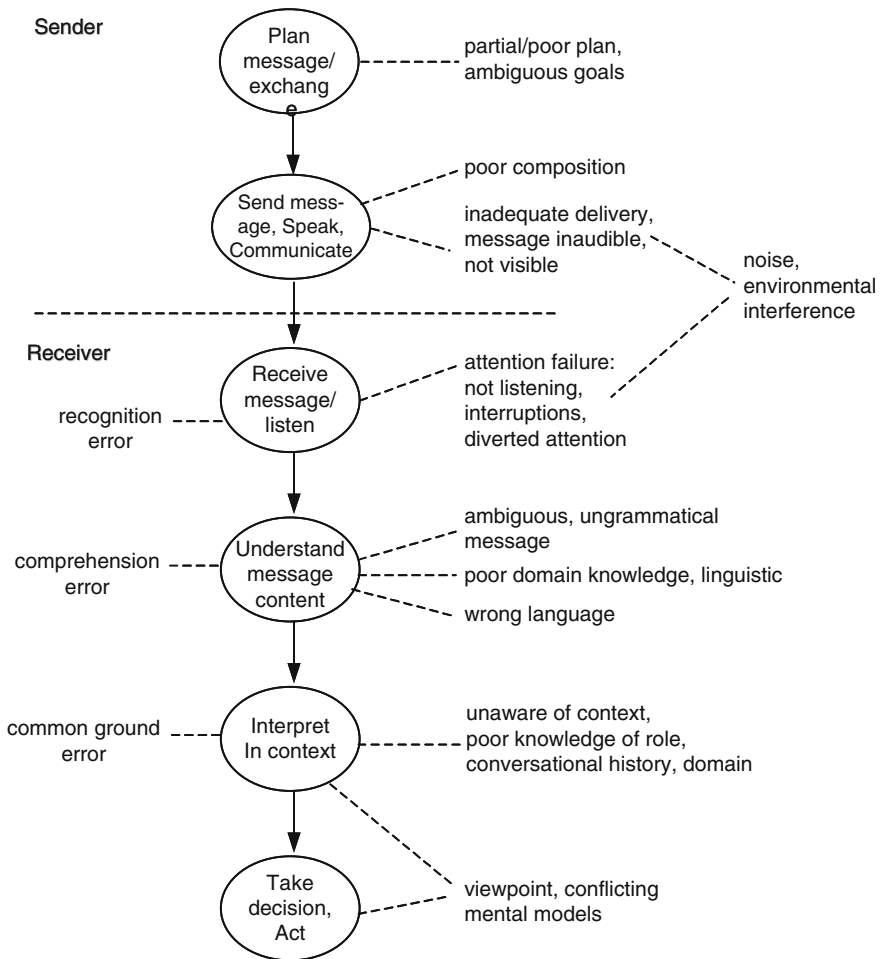 Sender
Plan
message/
exchang
e
partial/poor plan,
ambiguous goals
Send mess-
age, Speak,
Communicate
poor composition
inadequate delivery,
message inaudible,
not visible
noise,
environmental
interference
Receiver
Receive
message/
listen
attention failure:
not listening,
interruptions,
diverted attention
recognition
error
Understand
message
content
ambiguous, ungrammatical
message
poor domain knowledge, linguistic
wrong language
comprehension
error
Interpret
In context
common ground
error
unaware of context,
poor knowledge of role,
conversational history, domain
Take
decision,
Act
viewpoint, conflicting
mental models